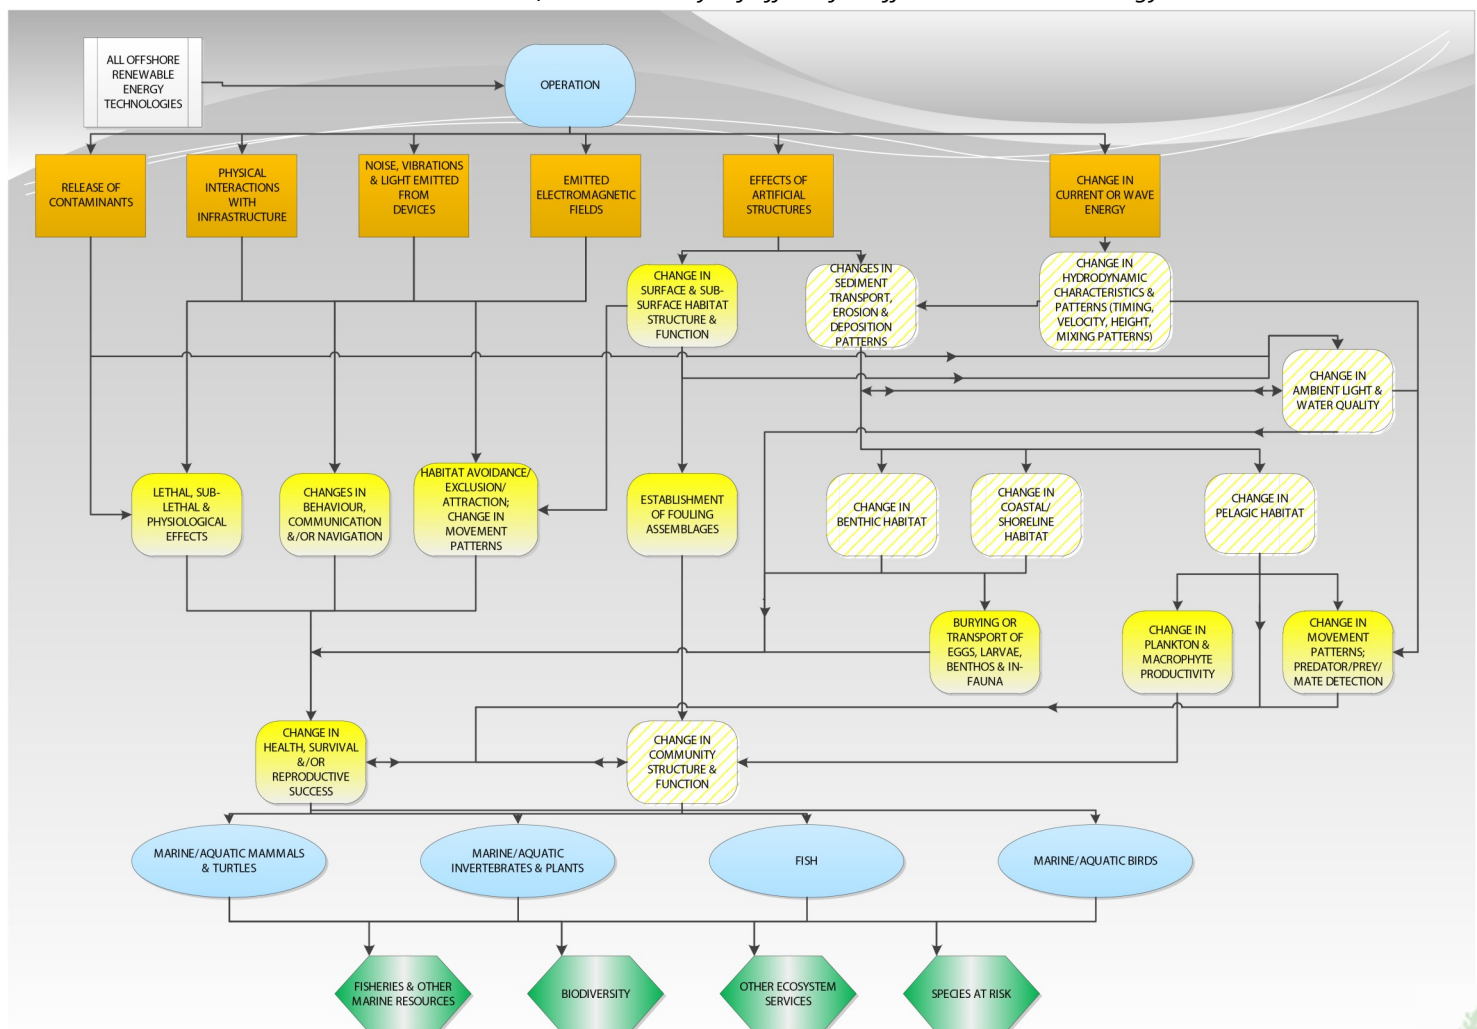 ALL OFFSHORE
RENEWABLE
ENERGY
TECHNOLOGIES
OPERATION
RELEASE OF
CONTAMINANTS
PHYSICAL
INTERACTIONS
WITH
INFRASTRUCTURE
NOISE, VIBRATIONS
& LIGHT EMITTED
FROM
DEVICES
EMITTED
ELECTROMAGNETIC
FIELDS
EFFECTS OF
ARTIFICIAL
STRUCTURES
CHANGE IN
CURRENT OR WAVE
ENERGY
CHANGE IN
SURFACE & SUB-
SURFACE HABITAT
STRUCTURE &
FUNCTION
CHANGES IN
SEDIMENT
TRANSPORT,
EROSION &
DEPOSITION
PATTERNS
CHANGE IN
HYDRODYNAMIC
CHARACTERISTICS &
PATTERNS (TIMING,
VELOCITY, HEIGHT,
MIXING PATTERNS)
CHANGE IN
AMBIENT LIGHT &
WATER QUALITY
LETHAL, SUB-
LETHAL &
PHYSIOLOGICAL
EFFECTS
CHANGES IN
BEHAVIOUR,
COMMUNICATION
&/OR NAVIGATION
HABITAT AVOIDANCE/
EXCLUSION/
ATTRACTION;
CHANGE IN
MOVEMENT
PATTERNS
ESTABLISHMENT
OF FOULING
ASSEMBLAGES
CHANGE IN
BENTHIC HABITAT
CHANGE IN
COASTAL/
SHORELINE
HABITAT
CHANGE IN
PELAGIC HABITAT
BURYING OR
TRANSPORT OF
EGGS, LARVAE,
BENTHOS & IN-
FAUNA
CHANGE IN
PLANKTON &
MACROPHYTE
PRODUCTIVITY
CHANGE IN
MOVEMENT
PATTERNS;
PREDATOR/PREY/
MATE DETECTION
CHANGE IN
HEALTH, SURVIVAL
&/OR
REPRODUCTIVE
SUCCESS
CHANGE IN
COMMUNITY
STRUCTURE &
FUNCTION
MARINE/AQUATIC MAMMALS
& TURTLES
MARINE/AQUATIC
INVERTEBRATES & PLANTS
FISH
MARINE/AQUATIC BIRDS
FISHERIES & OTHER
MARINE RESOURCES
BIODIVERSITY
OTHER ECOSYSTEM
SERVICES
SPECIES AT RISK